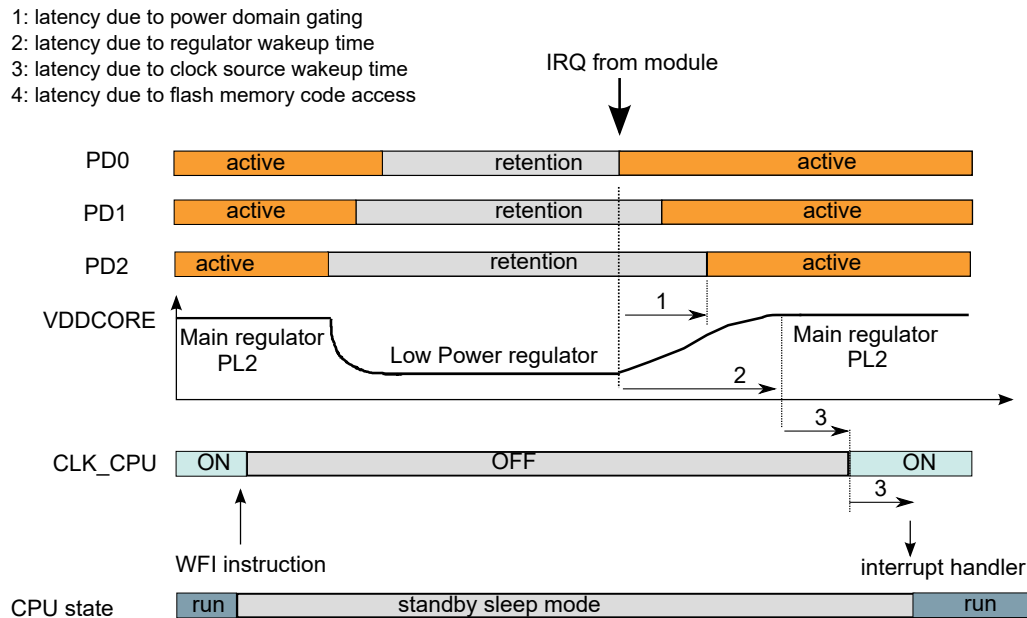 1: latency due to power domain gating
2: latency due to regulator wakeup time
3: latency due to clock source wakeup time
4: latency due to flash memory code access
IRQ from module
PD0 active retention active
PD1 active retention active
PD2 active retention active
1
VDDCORE
Main regulator
PL2
Low Power regulator
Main regulator
PL2
2
3
CLK_CPU ON OFF ON
3
WFI instruction
interrupt handler
CPU state run standby sleep mode run